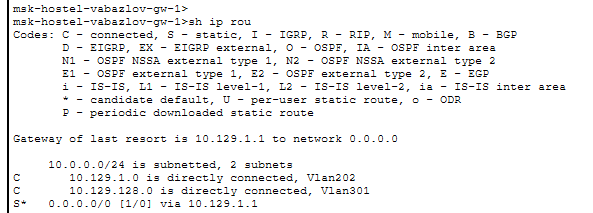 msk-hostel-vabazlov-gw-1>
msk-hostel-vabazlov-gw-1>sh ip rou
Codes: C - connected, S - static, I - IGRP, R - RIP, M - mobile, B - BGP
       D - EIGRP, EX - EIGRP external, O - OSPF, IA - OSPF inter area
       N1 - OSPF NSSA external type 1, N2 - OSPF NSSA external type 2
       E1 - OSPF external type 1, E2 - OSPF external type 2, E - EGP
       i - IS-IS, L1 - IS-IS level-1, L2 - IS-IS level-2, ia - IS-IS inter area
       * - candidate default, U - per-user static route, o - ODR
       P - periodic downloaded static route
Gateway of last resort is 10.129.1.1 to network 0.0.0.0
     10.0.0.0/24 is subnetted, 2 subnets
C       10.129.1.0 is directly connected, Vlan202
C       10.129.128.0 is directly connected, Vlan301
S*   0.0.0.0/0 [1/0] via 10.129.1.1